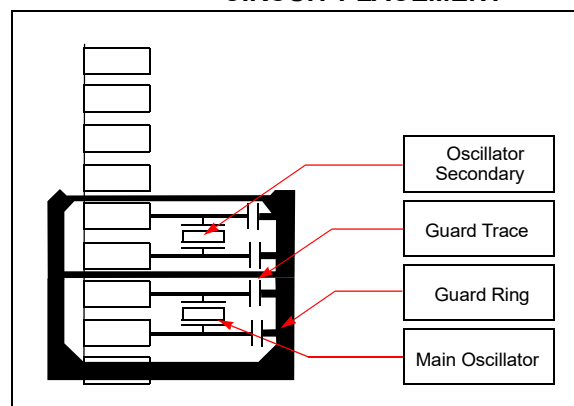 Oscillator
Secondary
Guard Trace
Guard Ring
Main Oscillator